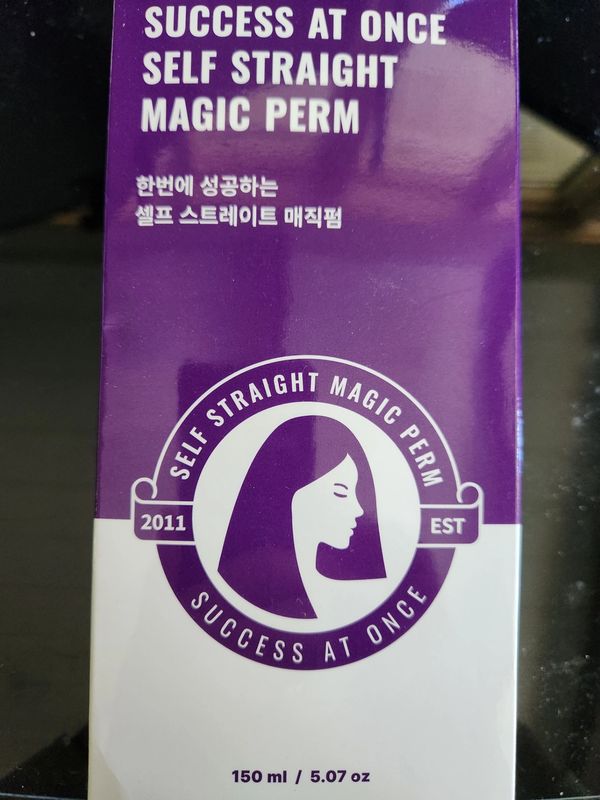 SUCCESS AT ONCE
SELF STRAIGHT
MAGIC PERM
한번에 성공하는
셀프 스트레이트 매직펌
SELF STRAIGHT MAGIC PERM
2011
EST
SUCCESS AT ONCE
150 ml / 5.07 oz